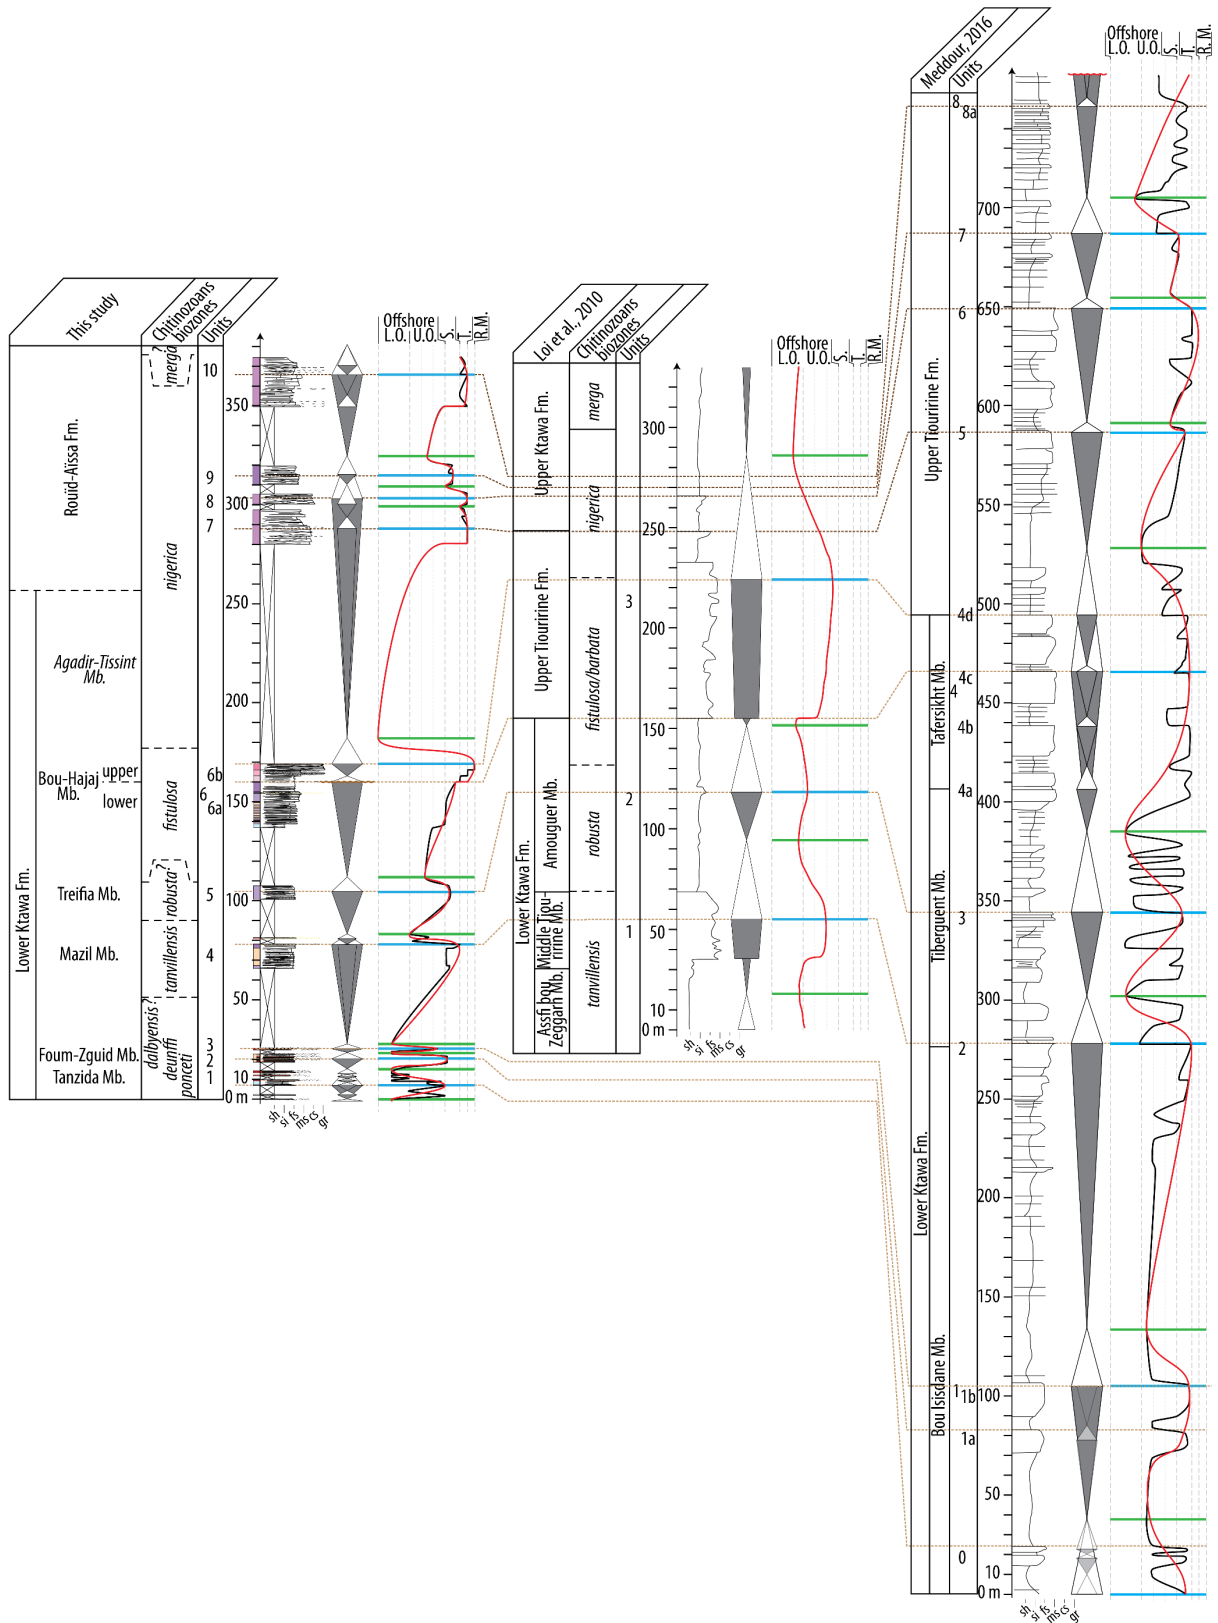 This study
Chitinozoans
biozones
Units
Offshore
L.O. U.O. S. T. R.M.
Rouïd-Aïssa Fm.
Lower Ktawa Fm.
Agadir-Tissint
Mb.
Bou-Hajaj
Mb.
upper
lower
Treifia Mb.
Mazil Mb.
Foum-Zguid Mb.
Tanzida Mb.
?
merga
nigerica
fistulosa
?
robusta?
tanvillensis
dalbyensis?
deunffi
ponceti
10
9
8
7
6b
6
6a
5
4
3
2
1
350
300
250
200
150
100
50
10
0 m
sh
si
fs
ms
cs
gr
Loi et al., 2010
Chitinozoans
biozones
Units
Offshore
L.O. U.O. S. T. R.M.
Upper Ktawa Fm.
Upper Tiouririne Fm.
Lower Ktawa Fm.
Amouguer Mb.
Middle Tiou-
ririne Mb.
Assfi bou
Zeggarh Mb.
merga
nigerica
fistulosa/barbata
robusta
tanvillensis
3
2
1
300
250
200
150
100
50
10
0 m
sh
si
fs
ms
cs
gr
Meddour, 2016
Units
Offshore
L.O. U.O. S. T. R.M.
Upper Tiouririne Fm.
Lower Ktawa Fm.
Tafersikht Mb.
Tiberguent Mb.
Bou Isisdane Mb.
8
8a
7
6
5
4d
4c
4
4b
4a
3
2
1
1b
1a
0
700
650
600
550
500
450
400
350
300
250
200
150
100
50
10
0 m
sh
si
fs
ms
cs
gr